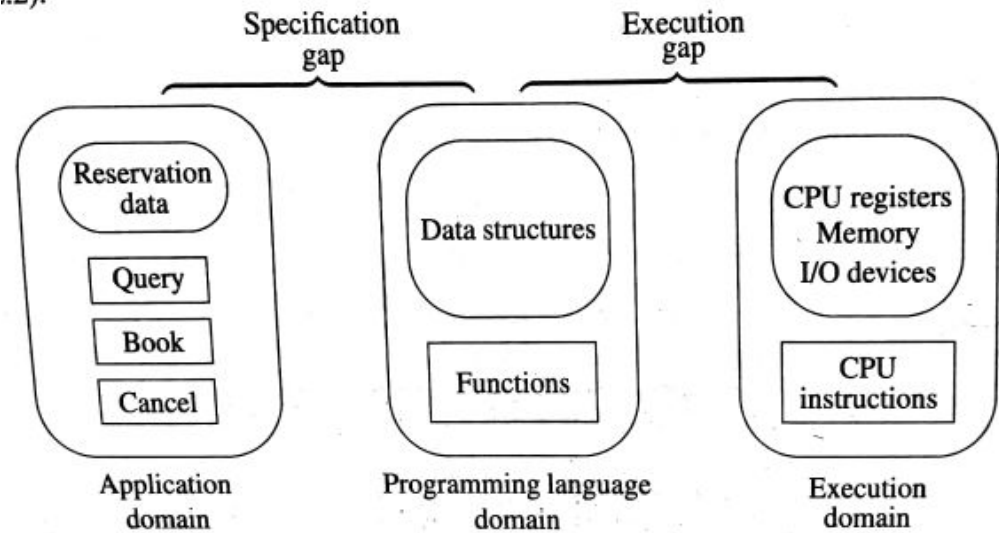 Specification
gap
Execution
gap
Reservation
data
Query
Book
Cancel
Application
domain
Data structures
Functions
Programming language
domain
CPU registers
Memory
I/O devices
CPU
instructions
Execution
domain